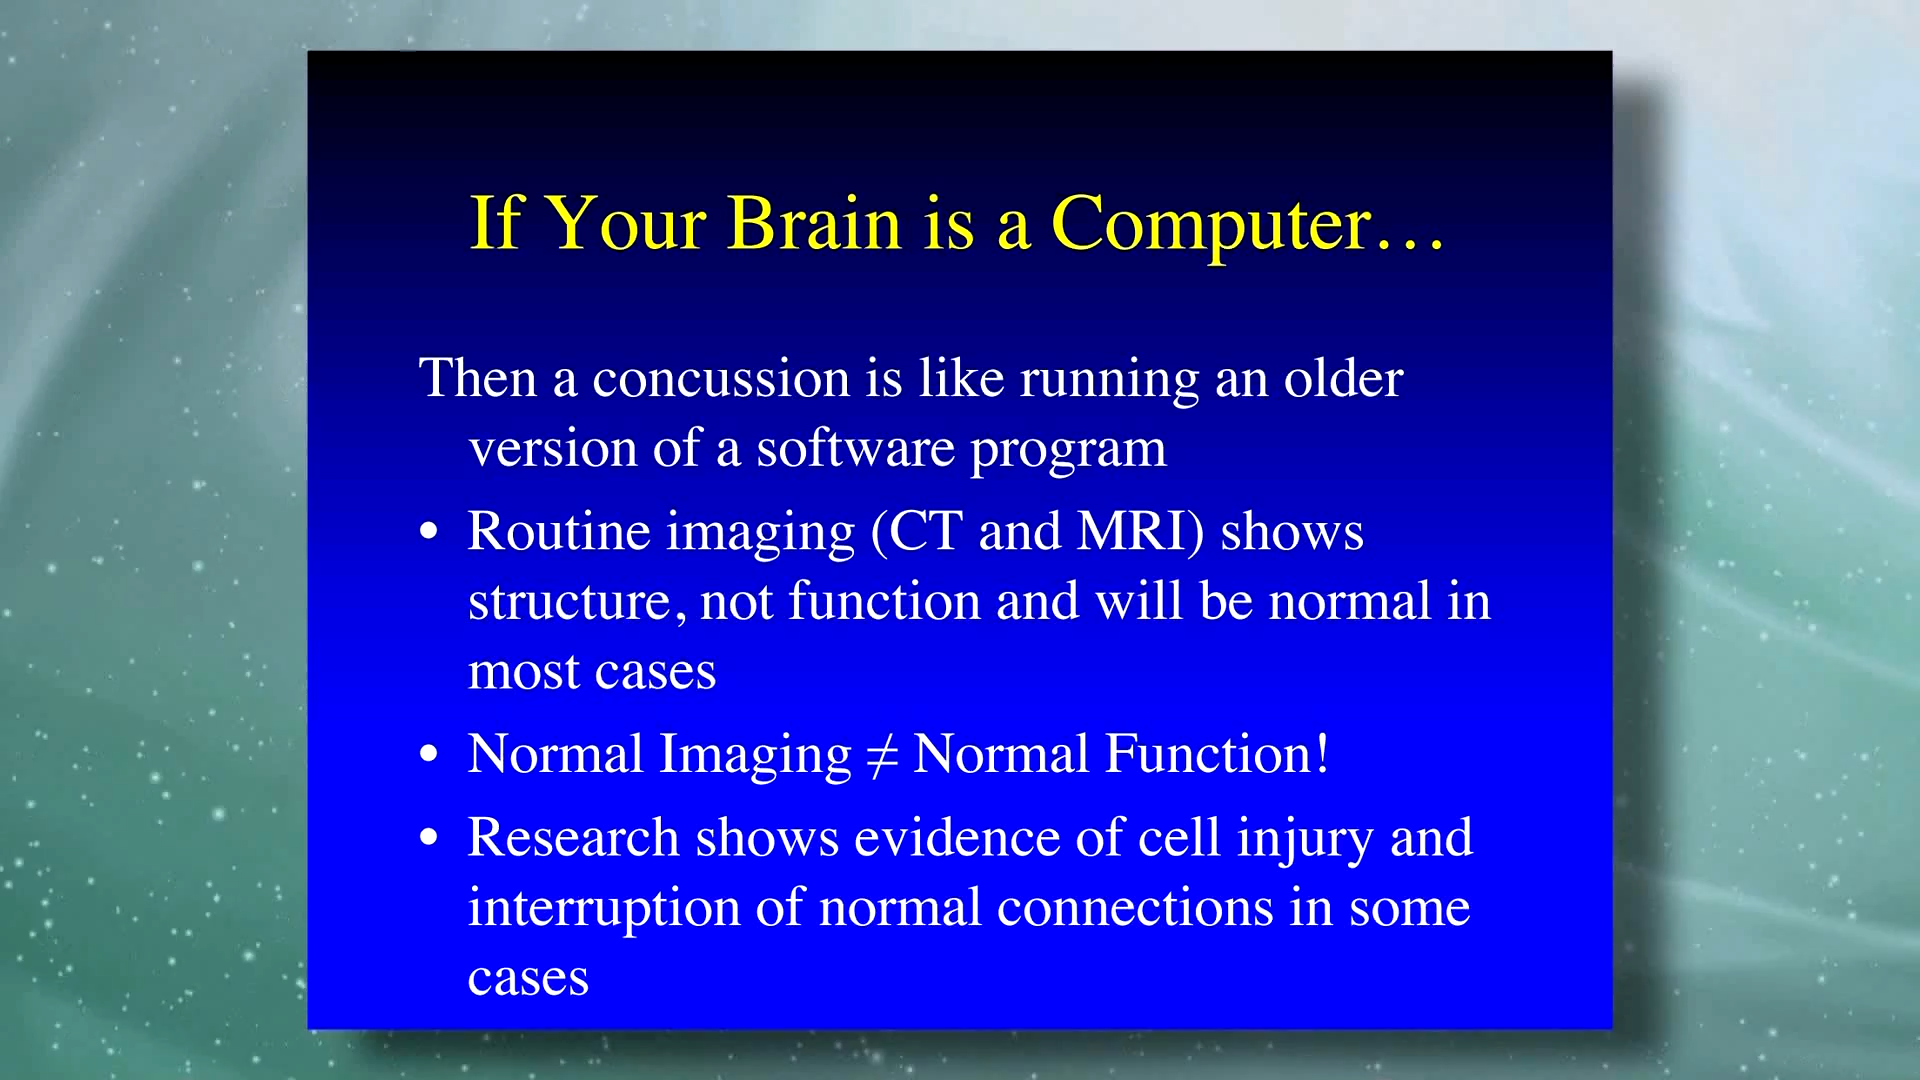 If Your Brain is a Computer…
Then a concussion is like running an older
version of a software program
• Routine imaging (CT and MRI) shows
structure, not function and will be normal in
most cases
• Normal Imaging ≠ Normal Function!
• Research shows evidence of cell injury and
interruption of normal connections in some
cases